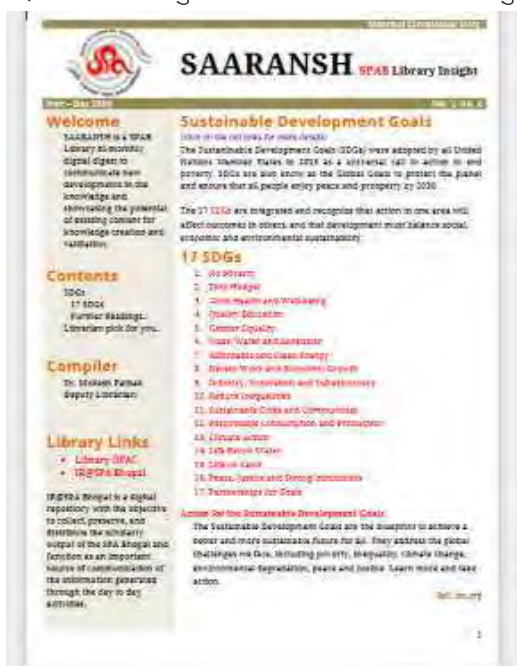 Internal Circulation Only
SAARANSH SPAB Library Insight
Welcome
SAARANSH is a SPAB
Library bi-monthly
digital digest to
communicate new
developments in the
knowledge and
showcasing the potential
of existing content for
knowledge creation and
validation.
Contents
SDGs
17 SDGs
Further Readings..
Librarian pick for you..
Compiler
Deputy Librarian
Library Links
Library OPAC
IR@SPA Bhopal
IR@SPA Bhopal is a digital
repository with the objective
to collect, preserve, and
distribute the scholarly
output of the SPA Bhopal and
function as an important
source of communication of
the information generated
through the day to day
activities.
Sustainable Development Goals
(click on the red links for more details)
The Sustainable Development Goals (SDGs) were adopted by all United
Nations Member States in 2015 as a universal call to action to end
poverty. SDGs are also know as the Global Goals to protect the planet
and ensure that all people enjoy peace and prosperity by 2030.
The 17 SDGs are integrated and recognize that action in one area will
affect outcomes in others, and that development must balance social,
economic and environmental sustainability.
17 SDGs
1. No Poverty
2. Zero Hunger
3. Good Health and Well-being
4. Quality Education
5. Gender Equality
6. Clean Water and Sanitation
7. Affordable and Clean Energy
8. Decent Work and Economic Growth
9. Industry, Innovation and Infrastructure
10. Reduce Inequalities
11. Sustainable Cities and Communities
12. Responsible Consumption and Production
13. Climate Action
14. Life Below Water
15. Life on Land
16. Peace, Justice and Strong Institutions
17. Partnerships for Goals
Action for the Sustainable Development Goals
The Sustainable Development Goals are the blueprint to achieve a
better and more sustainable future for all. They address the global
challenges we face, including poverty, inequality, climate change,
environmental degradation, peace and justice. Learn more and take
action.
1